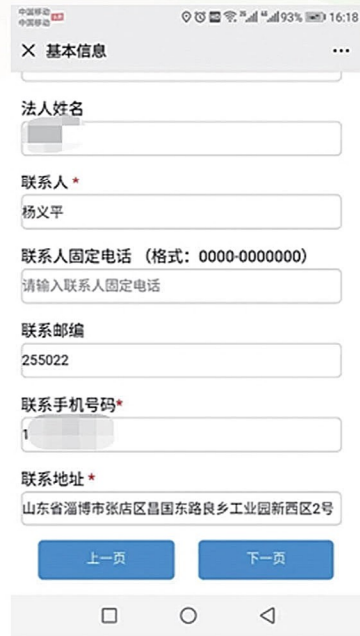 中国移动
中国移动
93% 16:18
基本信息
法人姓名
联系人 *
杨义平
联系人固定电话 (格式：0000-0000000)
请输入联系人固定电话
联系邮编
255022
联系手机号码*
1
联系地址 *
山东省淄博市张店区昌国东路良乡工业园新西区2号
上一页
下一页